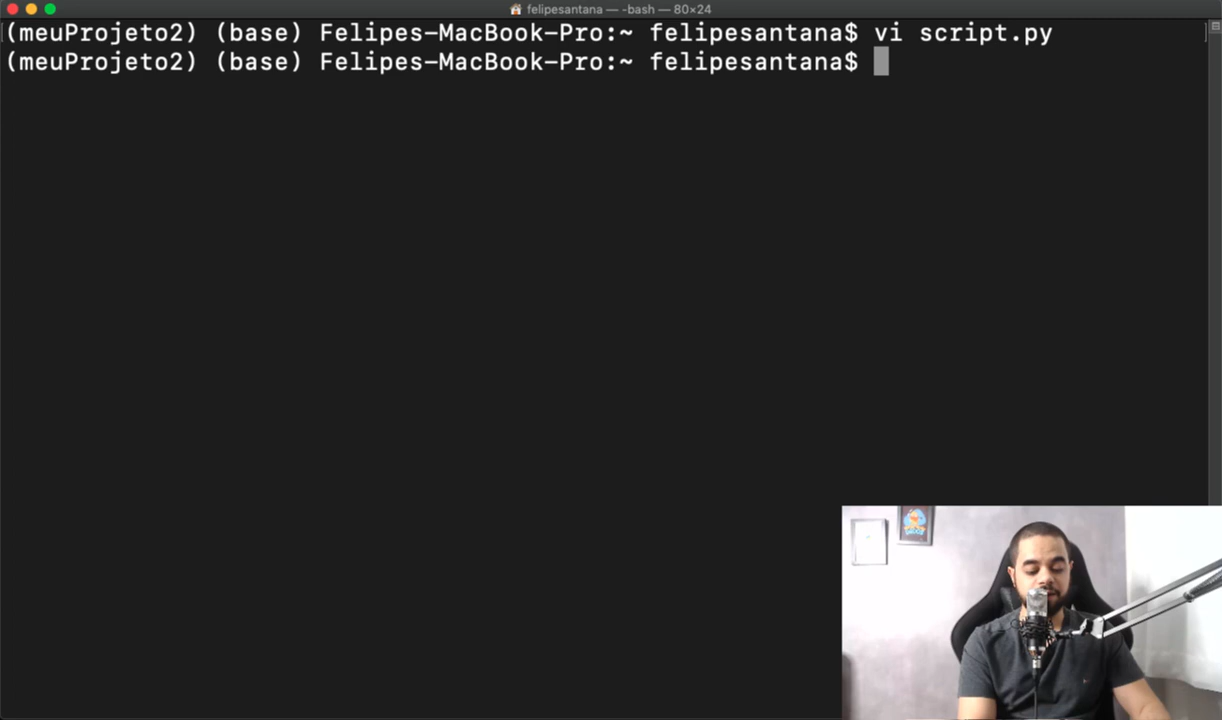 felipesantana — -bash — 80×24
(meuProjeto2) (base) Felipes-MacBook-Pro:~ felipesantana$ vi script.py
(meuProjeto2) (base) Felipes-MacBook-Pro:~ felipesantana$